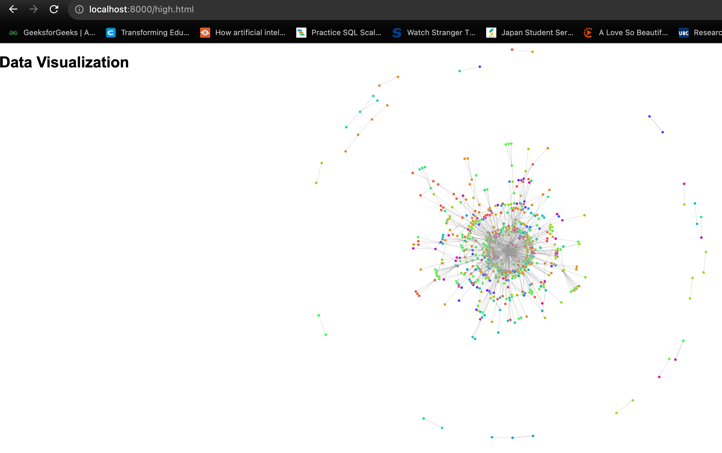 localhost:8000/high.html
GeeksforGeeks | A... Transforming Edu... How artificial intel... Practice SQL Scal... Watch Stranger T... Japan Student Ser... A Love So Beautif... UBC Researc
Data Visualization